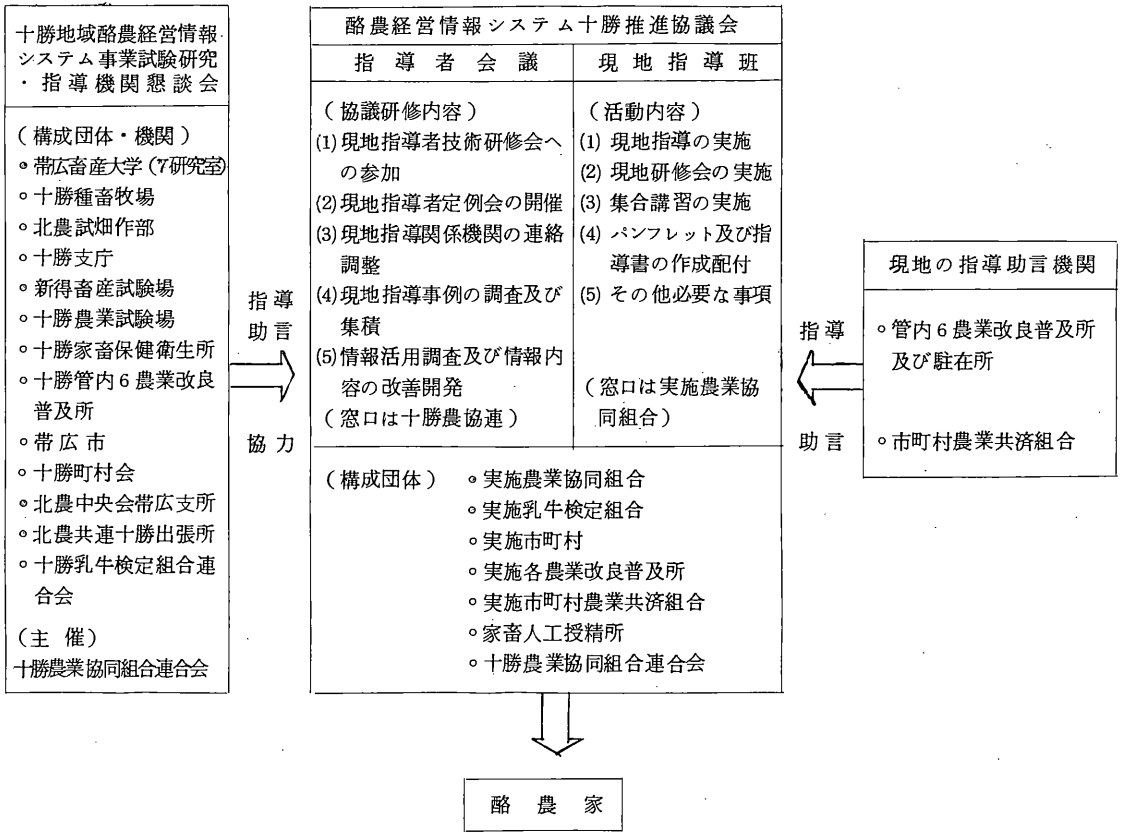 十勝地域酪農経営情報
システム事業試験研究
・指導機関懇談会
(構成団体・機関)
○帯広畜産大学(7研究室)
○十勝種畜牧場
○北農試畑作部
○十勝支庁
○新得畜産試験場
○十勝農業試験場
○十勝家畜保健衛生所
○十勝管内6農業改良
普及所
○帯広市
○十勝町村会
○北農中央会帯広支所
○北農共連十勝出張所
○十勝乳牛検定組合連
合会
(主催)
十勝農業協同組合連合会
指導
助言
協力
酪農経営情報システム十勝推進協議会
指導者会議
(協議研修内容)
(1)現地指導者技術研修会へ
の参加
(2)現地指導者定例会の開催
(3)現地指導関係機関の連絡
調整
(4)現地指導事例の調査及び
集積
(5)情報活用調査及び情報内
容の改善開発
(窓口は十勝農協連)
現地指導班
(活動内容)
(1) 現地指導の実施
(2) 現地研修会の実施
(3) 集合講習の実施
(4) パンフレット及び指
導書の作成配付
(5) その他必要な事項
(窓口は実施農業協
同組合)
(構成団体) ○実施農業協同組合
○実施乳牛検定組合
○実施市町村
○実施各農業改良普及所
○実施市町村農業共済組合
○家畜人工授精所
○十勝農業協同組合連合会
指導
助言
現地の指導助言機関
○管内6農業改良普及所
及び駐在所
○市町村農業共済組合
酪農家